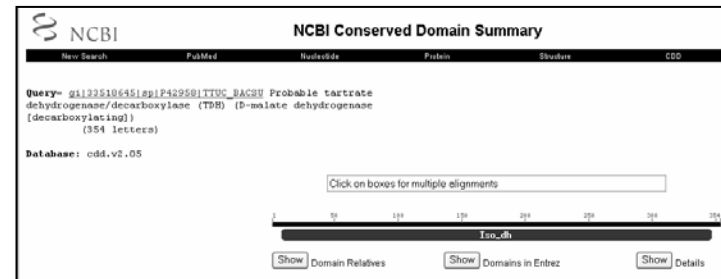 NCBI
NCBI Conserved Domain Summary
New Search PubMed Nucleotide Protein Structure CDD
Query= gi|33518645|sp|P42958|TTUC_BACSU Probable tartrate
dehydrogenase/decarboxylase (TDH) (D-malate dehydrogenase
[decarboxylating])
(354 letters)
Database: cdd.v2.05
Click on boxes for multiple alignments
1 50 100 150 200 250 300 354
Iso_dh
Show Domain Relatives Show Domains in Entrez Show Details